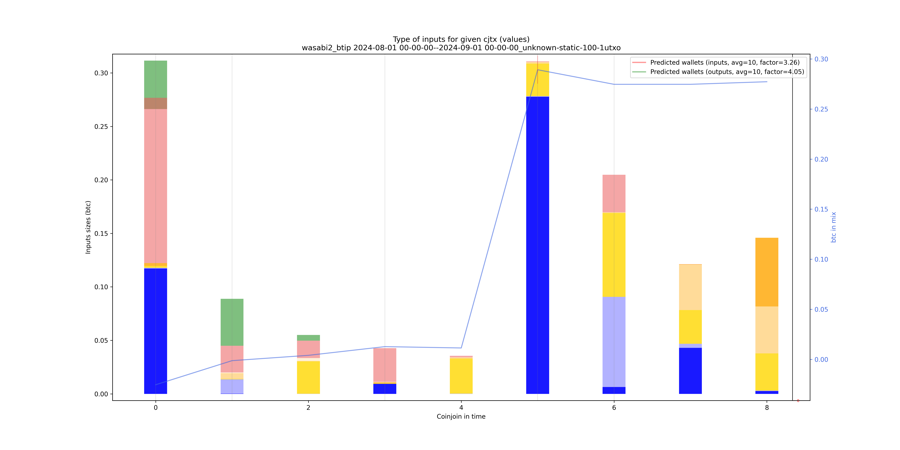 Type of inputs for given cjtx (values)
wasabi2_btip 2024-08-01 00-00-00--2024-09-01 00-00-00_unknown-static-100-1utxo
Predicted wallets (inputs, avg=10, factor=3.26)
Predicted wallets (outputs, avg=10, factor=4.05)
Inputs sizes (btc)
0.30
0.25
0.20
0.15
0.10
0.05
0.00
0.30
0.25
0.20
0.15
0.10
0.05
0.00
btc in mix
0 2 4 6 8
Coinjoin in time